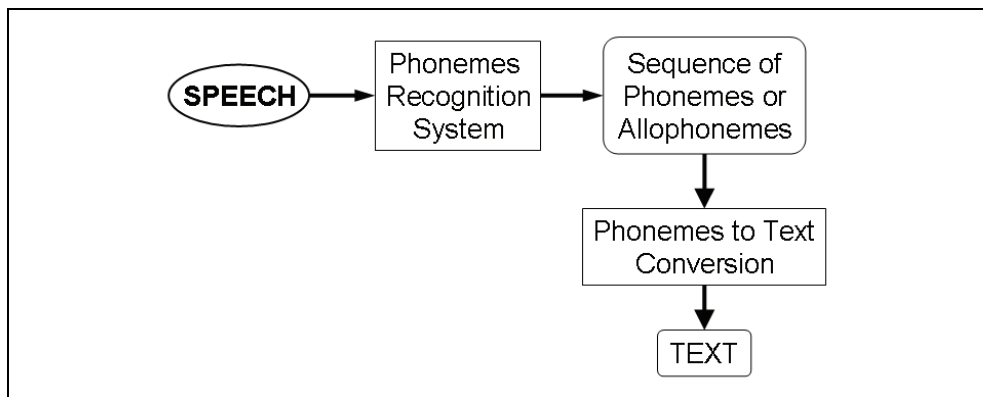 SPEECH
Phonemes
Recognition
System
Sequence of
Phonemes or
Allophonemes
Phonemes to Text
Conversion
TEXT